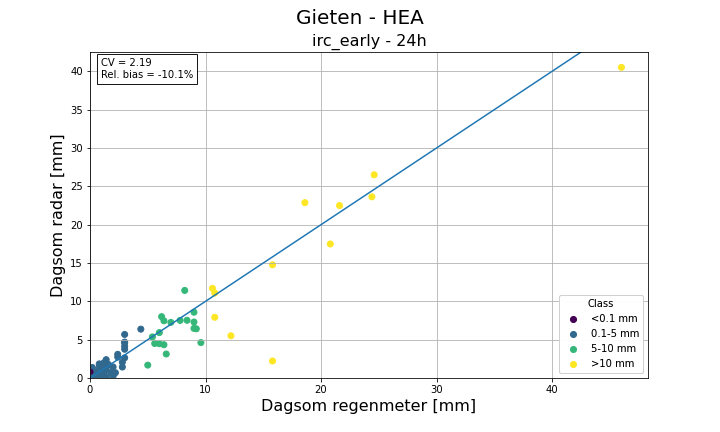 Gieten - HEA
irc_early - 24h
CV = 2.19
Rel. bias = -10.1%
Dagsom radar [mm]
40
35
30
25
20
15
10
5
0
0 10 20 30 40
Dagsom regenmeter [mm]
Class
<0.1 mm
0.1-5 mm
5-10 mm
>10 mm